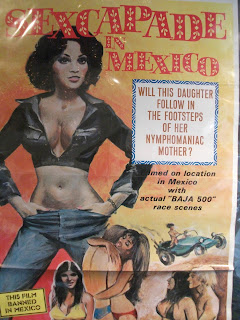 SEXCAPADE
IN
MEXICO
WILL THIS DAUGHTER
FOLLOW IN
THE FOOTSTEPS
OF HER
NYMPHOMANIAC
MOTHER?
filmed on location
in Mexico
with
actual "BAJA 500"
race scenes
THIS FILM
BANNED
IN MEXICO